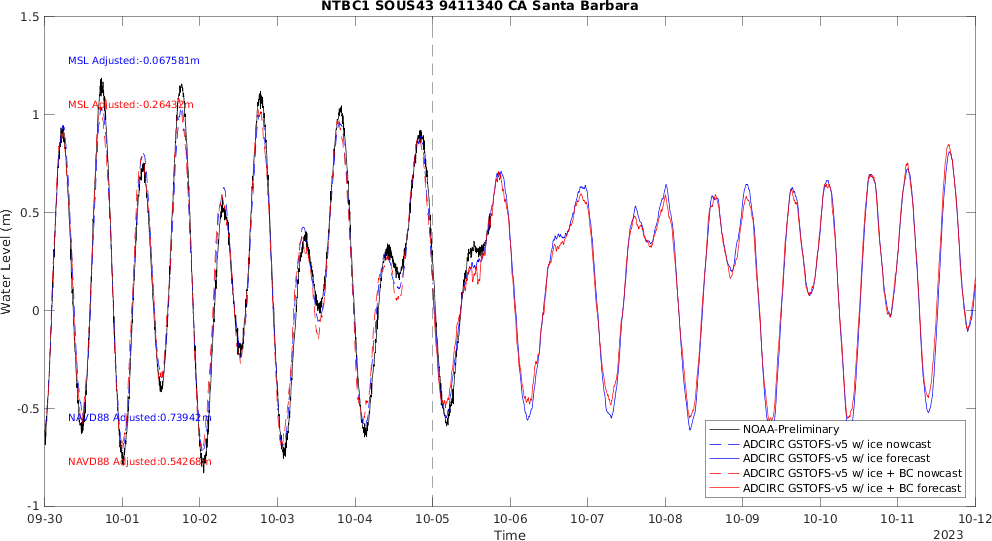 NTBC1 SOUS43 9411340 CA Santa Barbara
1.5
1
0.5
0
-0.5
-1
Water Level (m)
MSL Adjusted:-0.067581m
MSL Adjusted:-0.26432m
NAVD88 Adjusted:0.73942m
NAVD88 Adjusted:0.54268m
NOAA-Preliminary
ADCIRC GSTOFS-v5 w/ ice nowcast
ADCIRC GSTOFS-v5 w/ ice forecast
ADCIRC GSTOFS-v5 w/ ice + BC nowcast
ADCIRC GSTOFS-v5 w/ ice + BC forecast
09-30 10-01 10-02 10-03 10-04 10-05 10-06 10-07 10-08 10-09 10-10 10-11 10-12
Time
2023